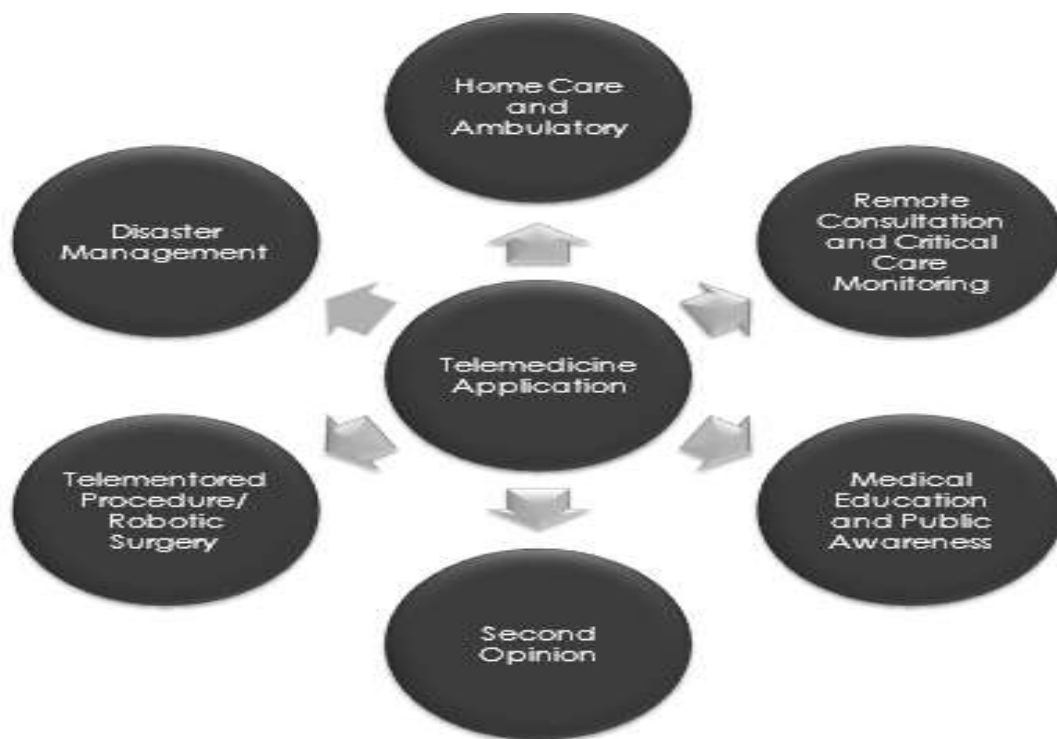 Home Care
and
Ambulatory
Disaster
Management
Remote
Consultation
and Critical
Care
Monitoring
Telemedicine
Application
Telementored
Procedure/
Robotic
Surgery
Medical
Education
and Public
Awareness
Second
Opinion